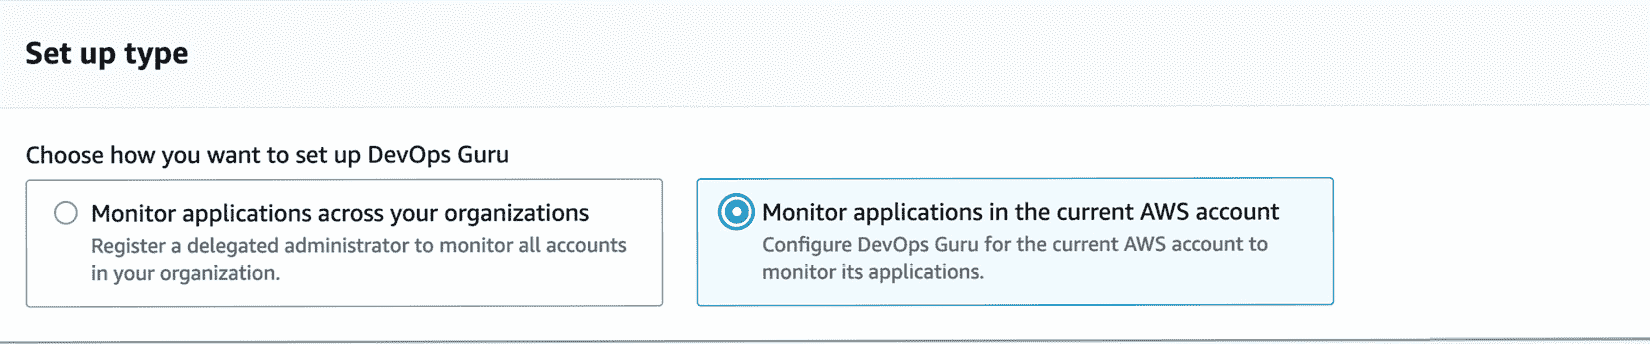 Set up type
Choose how you want to set up DevOps Guru
Monitor applications across your organizations
Register a delegated administrator to monitor all accounts
in your organization.
Monitor applications in the current AWS account
Configure DevOps Guru for the current AWS account to
monitor its applications.